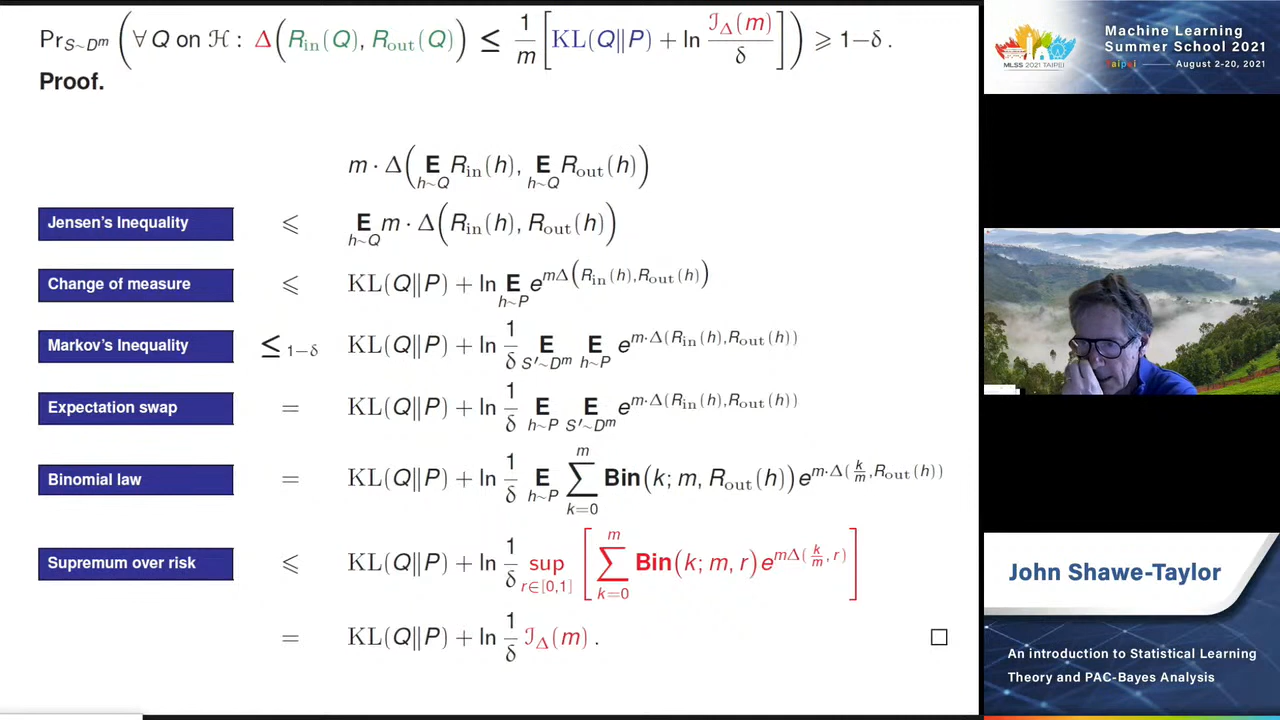 Pr_{S∼D^m} ( ∀ Q on ℋ : Δ( R_in(Q), R_out(Q) ) ≤ 1/m [ KL(Q‖P) + ln ℐ_Δ(m)/δ ] ) ⩾ 1−δ .
Proof.
m · Δ( E_{h∼Q} R_in(h), E_{h∼Q} R_out(h) )
Jensen's Inequality ⩽ E_{h∼Q} m · Δ( R_in(h), R_out(h) )
Change of measure ⩽ KL(Q‖P) + ln E_{h∼P} e^{mΔ( R_in(h),R_out(h) )}
Markov's Inequality ≤_{1−δ} KL(Q‖P) + ln 1/δ E_{S′∼D^m} E_{h∼P} e^{m·Δ(R_in(h),R_out(h))}
Expectation swap = KL(Q‖P) + ln 1/δ E_{h∼P} E_{S′∼D^m} e^{m·Δ(R_in(h),R_out(h))}
Binomial law = KL(Q‖P) + ln 1/δ E_{h∼P} ∑_{k=0}^{m} Bin(k; m, R_out(h)) e^{m·Δ(k/m,R_out(h))}
Supremum over risk ⩽ KL(Q‖P) + ln 1/δ sup_{r∈[0,1]} [ ∑_{k=0}^{m} Bin(k; m, r) e^{mΔ(k/m, r)} ]
= KL(Q‖P) + ln 1/δ ℐ_Δ(m) . □
MLSS 2021 TAIPEI
Machine Learning
Summer School 2021
Taipei August 2-20, 2021
John Shawe-Taylor
An introduction to Statistical Learning
Theory and PAC-Bayes Analysis